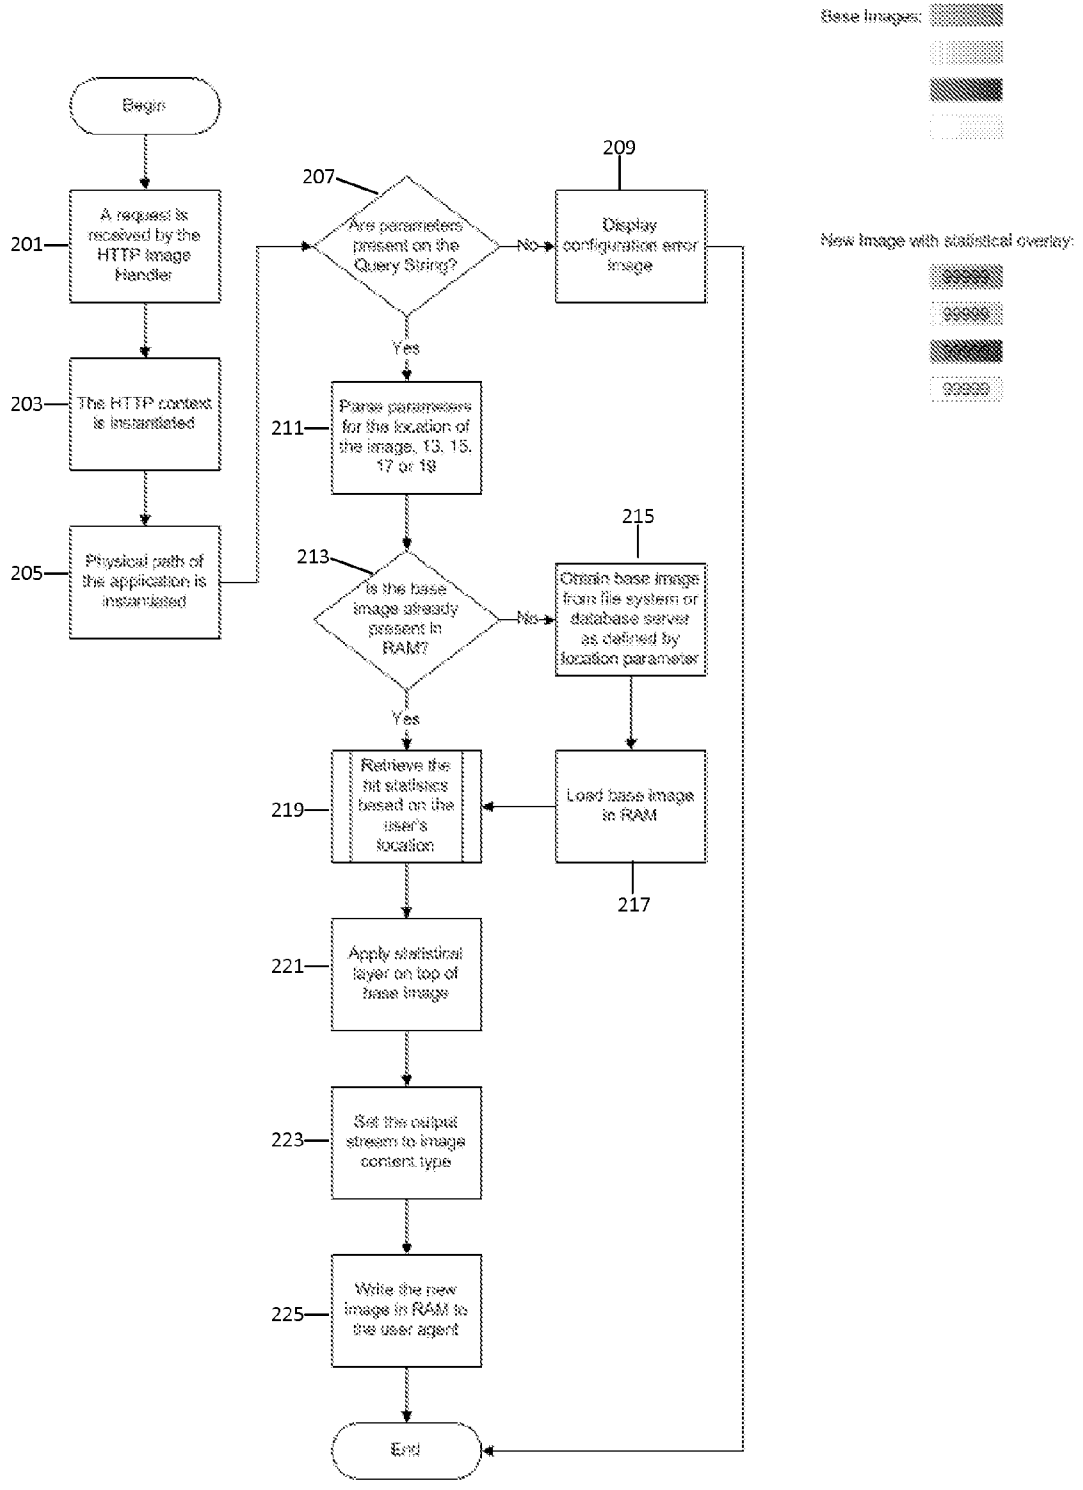 Begin
201
A request is
received by the
HTTP Image
Handler
203
The HTTP context
is instantiated
205
Physical path of
the application is
instantiated
207
Are parameters
present on the
Query String?
No
209
Display
configuration error
image
Yes
211
Parse parameters
for the location of
the image, 13, 15,
17 or 19
213
Is the base
image already
present in
RAM?
No
215
Obtain base image
from file system or
database server
as defined by
location parameter
Yes
219
Retrieve the
hit statistics
based on the
user's
location
Load base image
in RAM
217
221
Apply statistical
layer on top of
base image
223
Set the output
stream to image
content type
225
Write the new
image in RAM to
the user agent
End
Base Images:
New Image with statistical overlay:
99999
99999
99999
99999